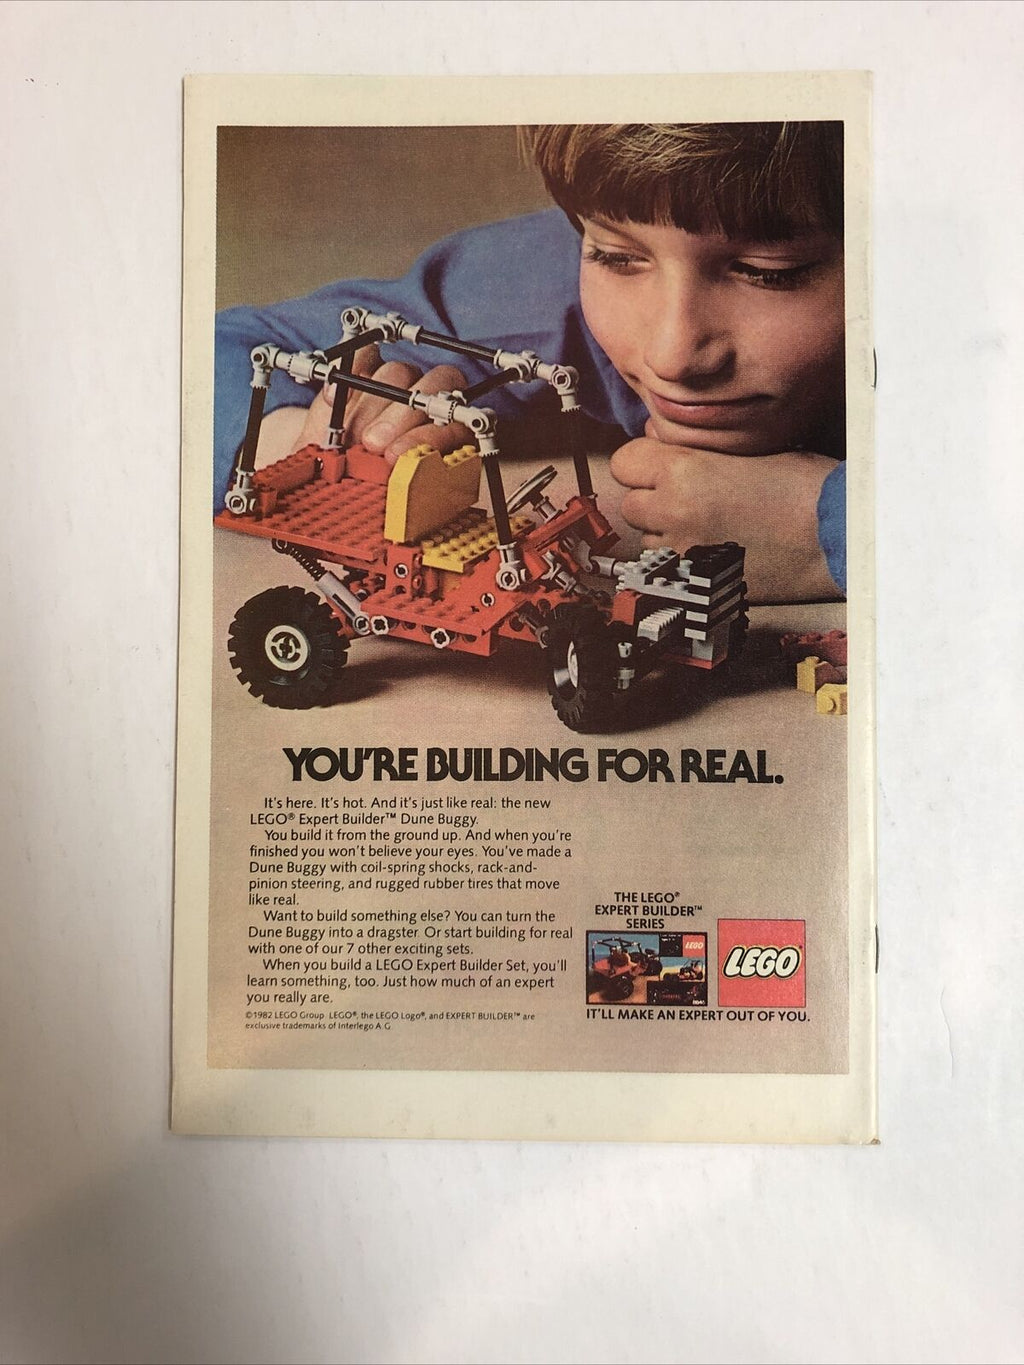 YOU'RE BUILDING FOR REAL.
It's here. It's hot. And it's just like real: the new
LEGO® Expert Builder™ Dune Buggy.
You build it from the ground up. And when you're
finished you won't believe your eyes. You've made a
Dune Buggy with coil-spring shocks, rack-and-
pinion steering, and rugged rubber tires that move
like real.
Want to build something else? You can turn the
Dune Buggy into a dragster. Or start building for real
with one of our 7 other exciting sets.
When you build a LEGO Expert Builder Set, you'll
learn something, too. Just how much of an expert
you really are.
©1982 LEGO Group. LEGO®, the LEGO Logo®, and EXPERT BUILDER™ are
exclusive trademarks of Interlego A.G.
THE LEGO®
EXPERT BUILDER™
SERIES
LEGO
LEGO
IT'LL MAKE AN EXPERT OUT OF YOU.